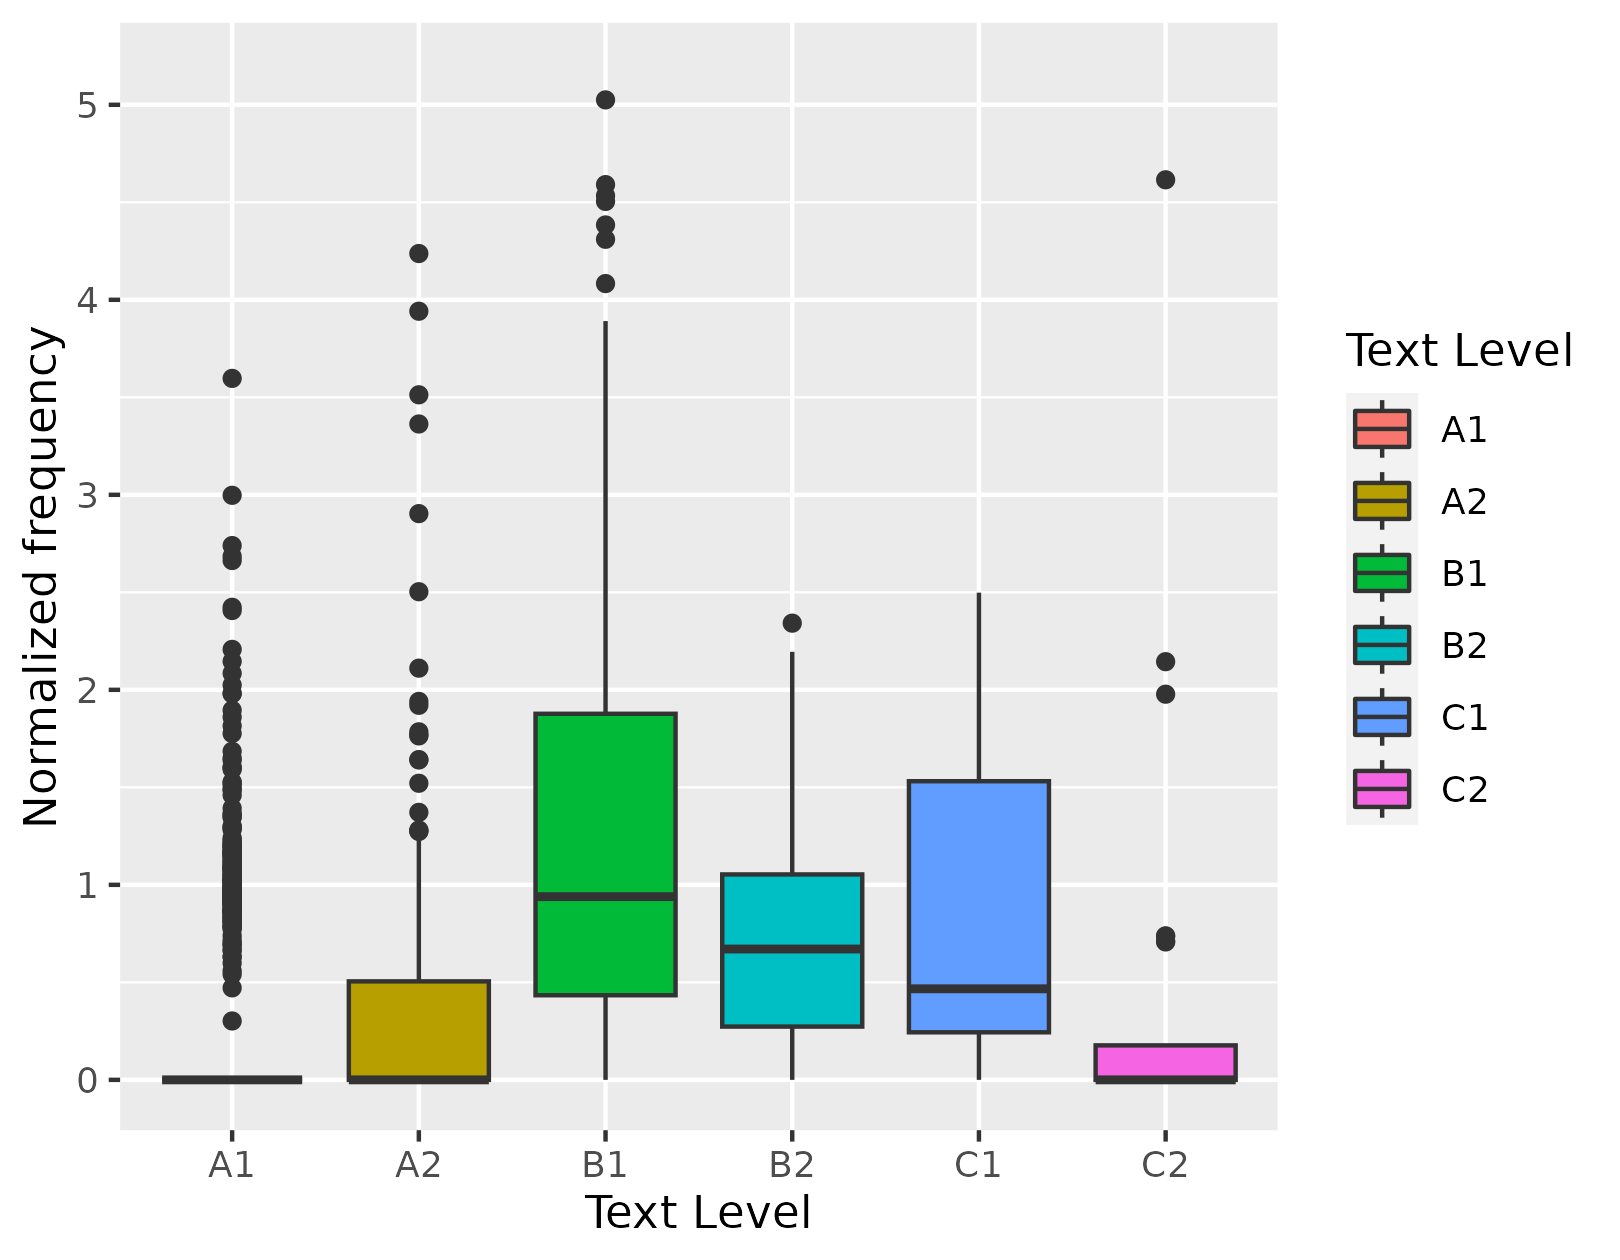 Normalized frequency
5
4
3
2
1
0
A1 A2 B1 B2 C1 C2
Text Level
Text Level
A1
A2
B1
B2
C1
C2